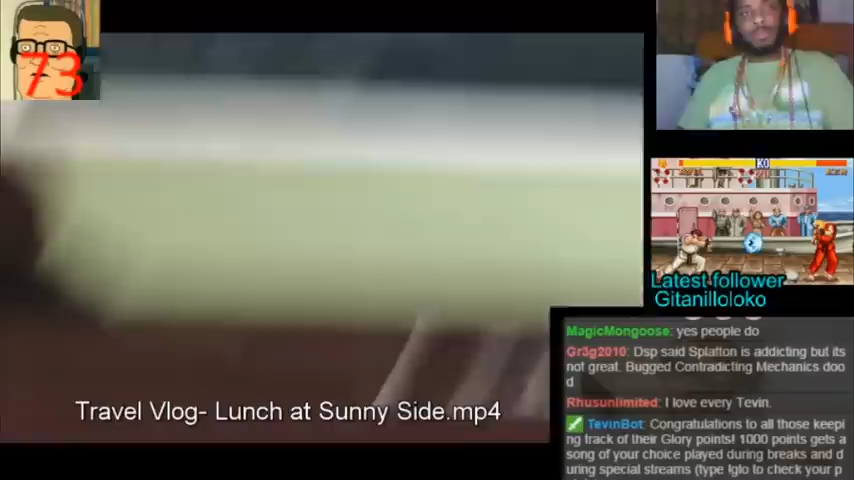 73
KO
Latest follower
Gitanilloloko
MagicMongoose: yes people do
Gr3g2010: Dsp said Splatton is addicting but its
not great. Bugged Contradicting Mechanics doo
d
Rhusunlimited: I love every Tevin.
TevinBot: Congratulations to all those keepi
ng track of their Glory points! 1000 points gets a
song of your choice played during breaks and d
uring special streams (type !glo to check your p
Travel Vlog- Lunch at Sunny Side.mp4